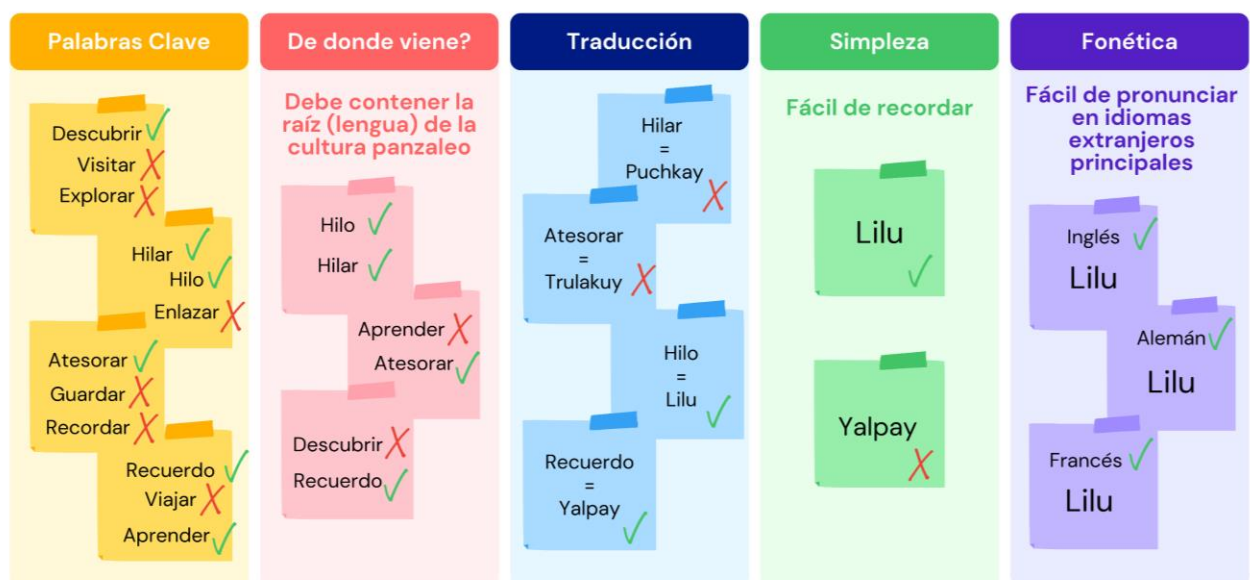 Palabras Clave
Descubrir
Visitar
Explorar
Hilar
Hilo
Enlazar
Atesorar
Guardar
Recordar
Recuerdo
Viajar
Aprender
De donde viene?
Debe contener la
raíz (lengua) de la
cultura panzaleo
Hilo
Hilar
Aprender
Atesorar
Descubrir
Recuerdo
Traducción
Hilar
=
Puchkay
Atesorar
=
Trulakuy
Hilo
=
Lilu
Recuerdo
=
Yalpay
Simpleza
Fácil de recordar
Lilu
Yalpay
Fonética
Fácil de pronunciar
en idiomas
extranjeros
principales
Inglés
Lilu
Alemán
Lilu
Francés
Lilu